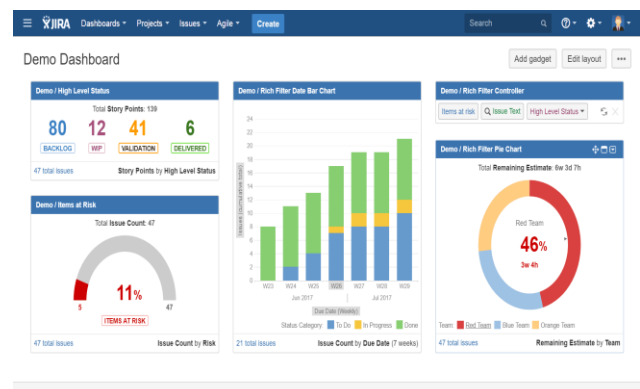 JIRA Dashboards Projects Issues Agile Create Search
Demo Dashboard
Add gadget Edit layout
Demo / High Level Status
Total Story Points: 139
80 12 41 6
BACKLOG WIP VALIDATION DELIVERED
47 total issues Story Points by High Level Status
Demo / Items at Risk
Total Issue Count: 47
11%
5 47
ITEMS AT RISK
47 total issues Issue Count by Risk
Demo / Rich Filter Date Bar Chart
Issues (cumulative total)
24
22
20
18
16
14
12
10
8
6
4
2
0
W23 W24 W25 W26 W27 W28 W29
Jun 2017 Jul 2017
Due Date (Weekly)
Status Category To Do In Progress Done
21 total issues Issue Count by Due Date (7 weeks)
Demo / Rich Filter Controller
Items at risk Issue Text High Level Status
Demo / Rich Filter Pie Chart
Total Remaining Estimate: 6w 3d 7h
Red Team
46%
3w 4h
Team Red Team Blue Team Orange Team
47 total issues Remaining Estimate by Team